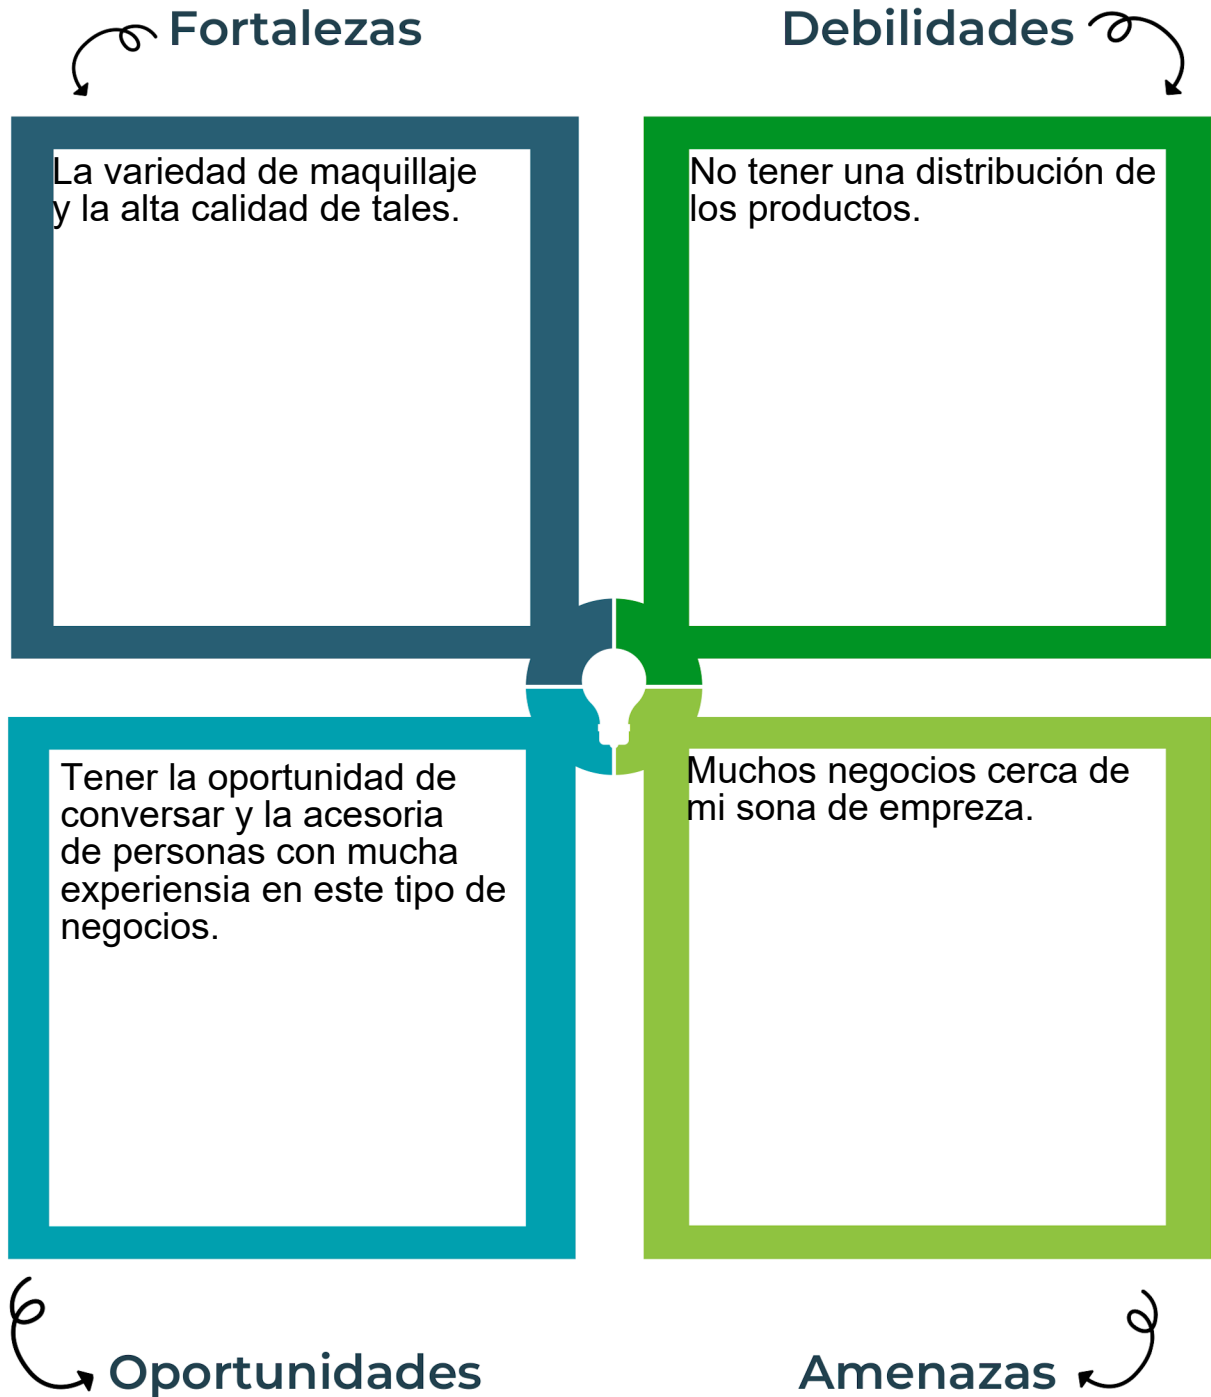 Fortalezas
Debilidades
La variedad de maquillaje
y la alta calidad de tales.
No tener una distribución de
los productos.
Tener la oportunidad de
conversar y la acesoria
de personas con mucha
experiensia en este tipo de
negocios.
Muchos negocios cerca de
mi sona de empreza.
Oportunidades
Amenazas